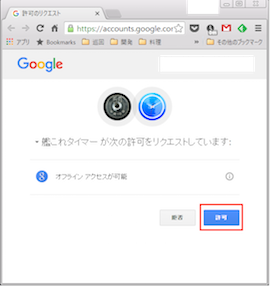 許可のリクエスト
https://accounts.google.com
アプリ Bookmarks 巡回 開発 料理 » その他のブックマーク
Google
・艦これタイマー が次の許可をリクエストしています:
オフライン アクセスが可能
拒否 許可